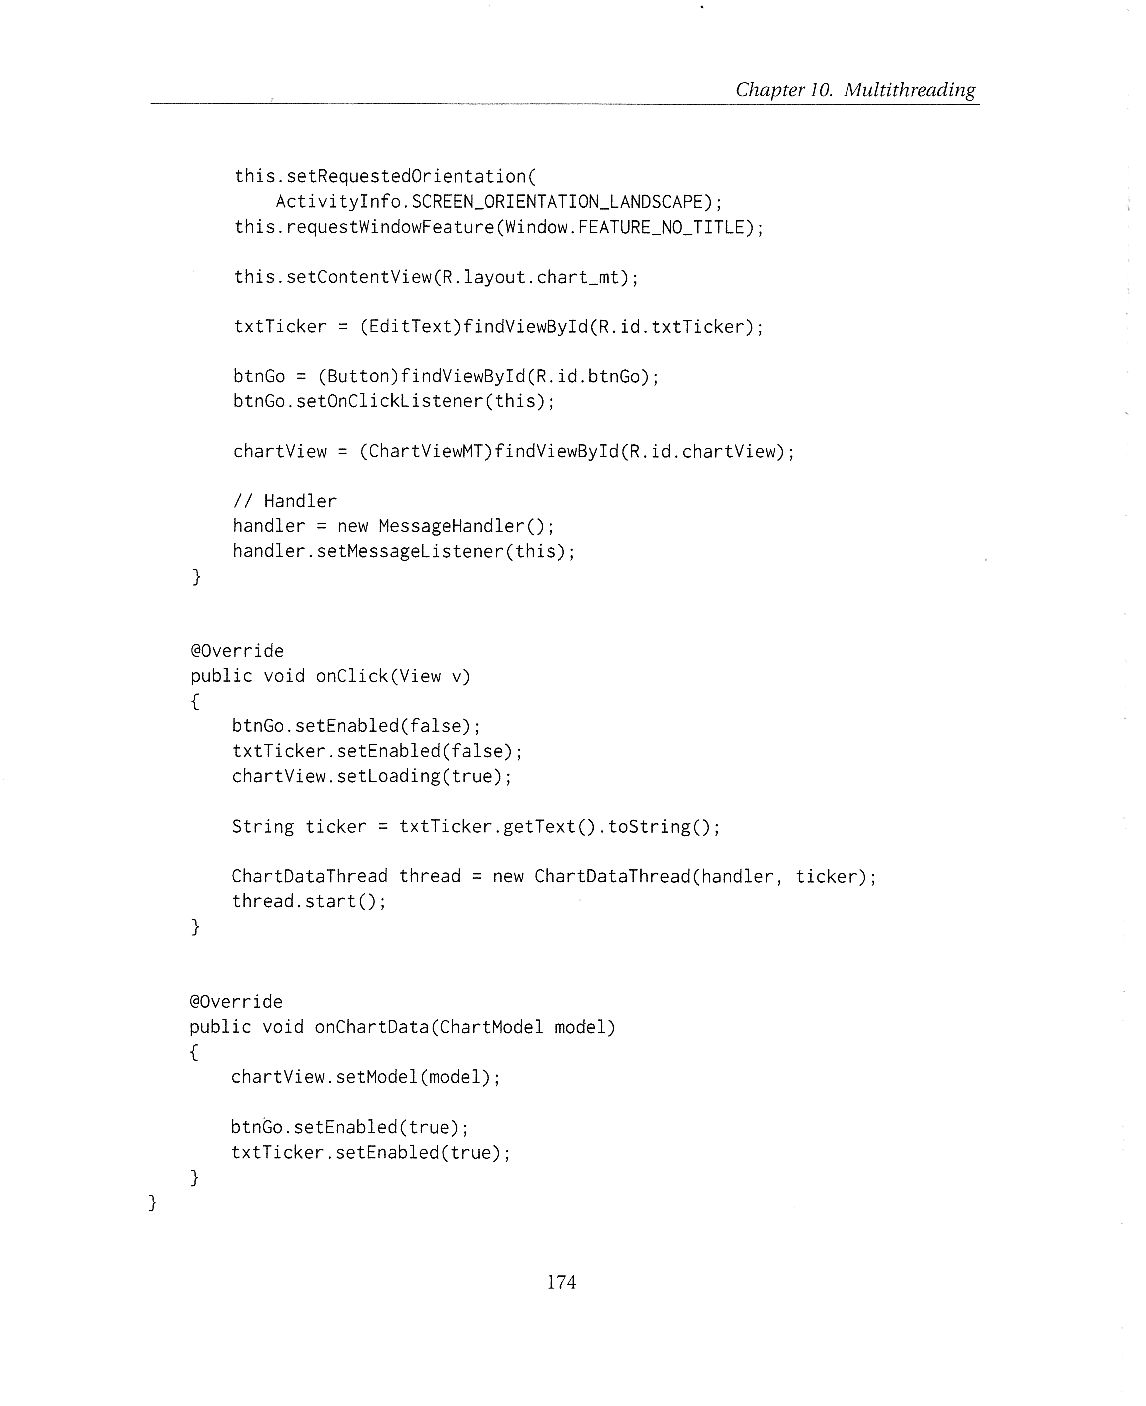 Chapter 10. Multithreading
this.setRequestedOrientation(
ActivityInfo.SCREEN_ORIENTATION_LANDSCAPE);
this.requestWindowFeature(Window.FEATURE_NO_TITLE);
this.setContentView(R.layout.chart_mt);
txtTicker = (EditText)findViewById(R.id.txtTicker);
btnGo = (Button)findViewById(R.id.btnGo);
btnGo.setOnClickListener(this);
chartView = (ChartViewMT)findViewById(R.id.chartView);
// Handler
handler = new MessageHandler();
handler.setMessageListener(this);
}
@Override
public void onClick(View v)
{
btnGo.setEnabled(false);
txtTicker.setEnabled(false);
chartView.setLoading(true);
String ticker = txtTicker.getText().toString();
ChartDataThread thread = new ChartDataThread(handler, ticker);
thread.start();
}
@Override
public void onChartData(ChartModel model)
{
chartView.setModel(model);
btnGo.setEnabled(true);
txtTicker.setEnabled(true);
}
}
174